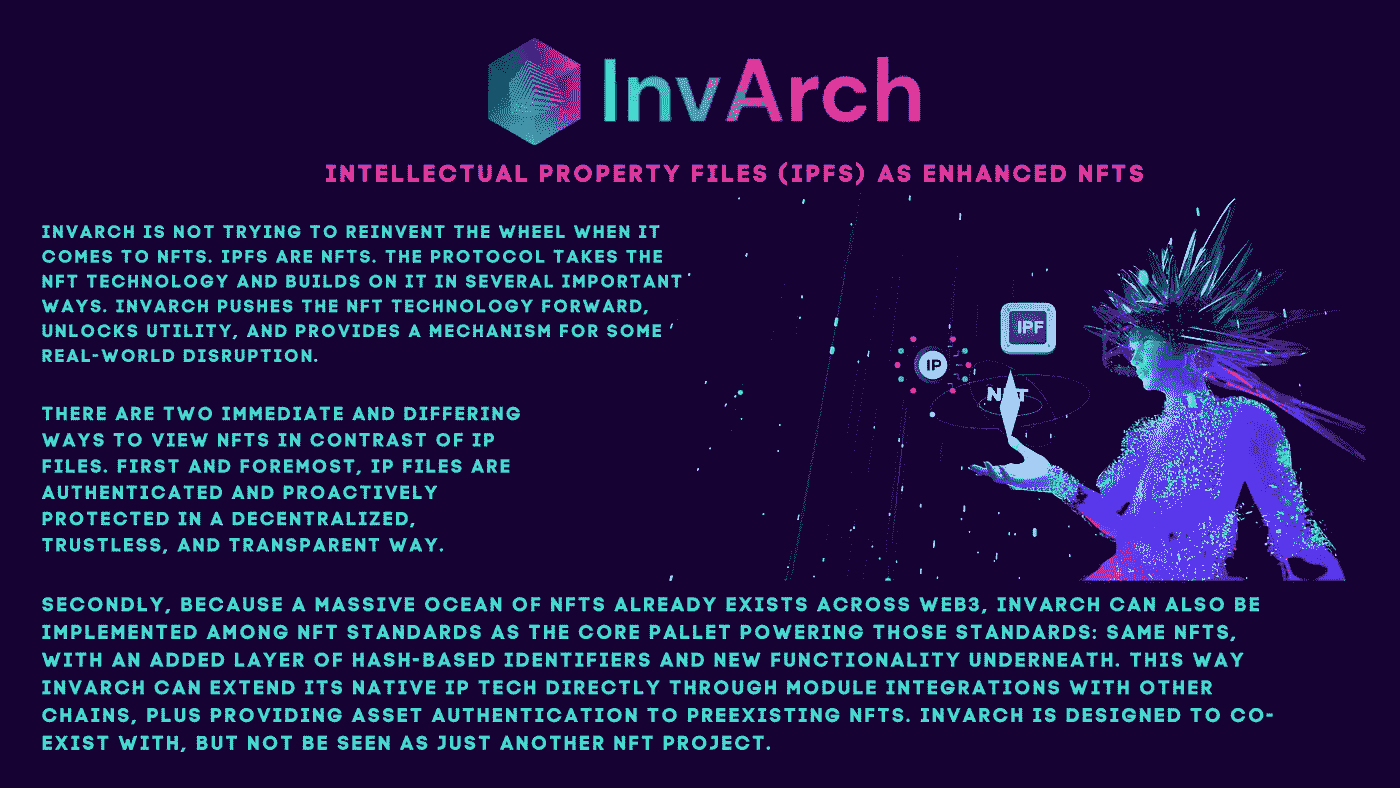 InvArch
INTELLECTUAL PROPERTY FILES (IPFS) AS ENHANCED NFTS
INVARCH IS NOT TRYING TO REINVENT THE WHEEL WHEN IT
COMES TO NFTS. IPFS ARE NFTS. THE PROTOCOL TAKES THE
NFT TECHNOLOGY AND BUILDS ON IT IN SEVERAL IMPORTANT
WAYS. INVARCH PUSHES THE NFT TECHNOLOGY FORWARD,
UNLOCKS UTILITY, AND PROVIDES A MECHANISM FOR SOME
REAL-WORLD DISRUPTION.
IPF
IP
NFT
THERE ARE TWO IMMEDIATE AND DIFFERING
WAYS TO VIEW NFTS IN CONTRAST OF IP
FILES. FIRST AND FOREMOST, IP FILES ARE
AUTHENTICATED AND PROACTIVELY
PROTECTED IN A DECENTRALIZED,
TRUSTLESS, AND TRANSPARENT WAY.
SECONDLY, BECAUSE A MASSIVE OCEAN OF NFTS ALREADY EXISTS ACROSS WEB3, INVARCH CAN ALSO BE
IMPLEMENTED AMONG NFT STANDARDS AS THE CORE PALLET POWERING THOSE STANDARDS: SAME NFTS,
WITH AN ADDED LAYER OF HASH-BASED IDENTIFIERS AND NEW FUNCTIONALITY UNDERNEATH. THIS WAY
INVARCH CAN EXTEND ITS NATIVE IP TECH DIRECTLY THROUGH MODULE INTEGRATIONS WITH OTHER
CHAINS, PLUS PROVIDING ASSET AUTHENTICATION TO PREEXISTING NFTS. INVARCH IS DESIGNED TO CO-
EXIST WITH, BUT NOT BE SEEN AS JUST ANOTHER NFT PROJECT.